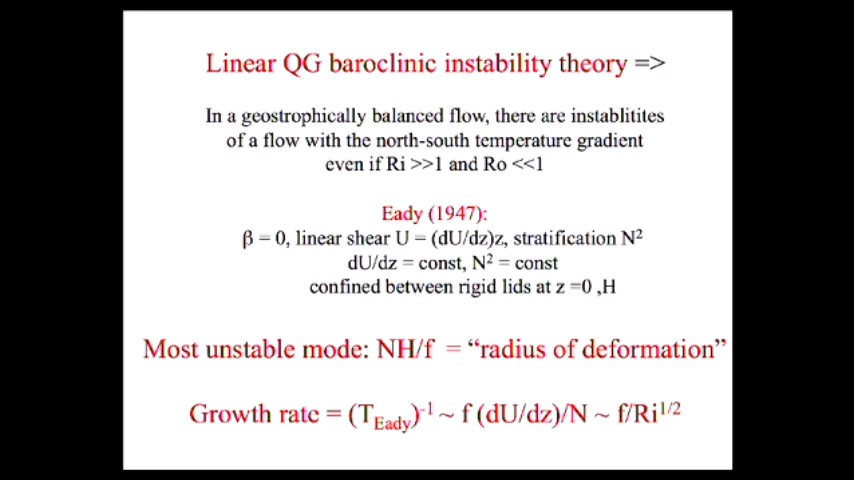 Linear QG baroclinic instability theory =>
In a geostrophically balanced flow, there are instablitites
of a flow with the north-south temperature gradient
even if Ri >>1 and Ro <<1
Eady (1947):
β = 0, linear shear U = (dU/dz)z, stratification N²
dU/dz = const, N² = const
confined between rigid lids at z =0 ,H
Most unstable mode: NH/f = “radius of deformation”
Growth rate = (T_Eady)⁻¹ ~ f (dU/dz)/N ~ f/Ri^1/2